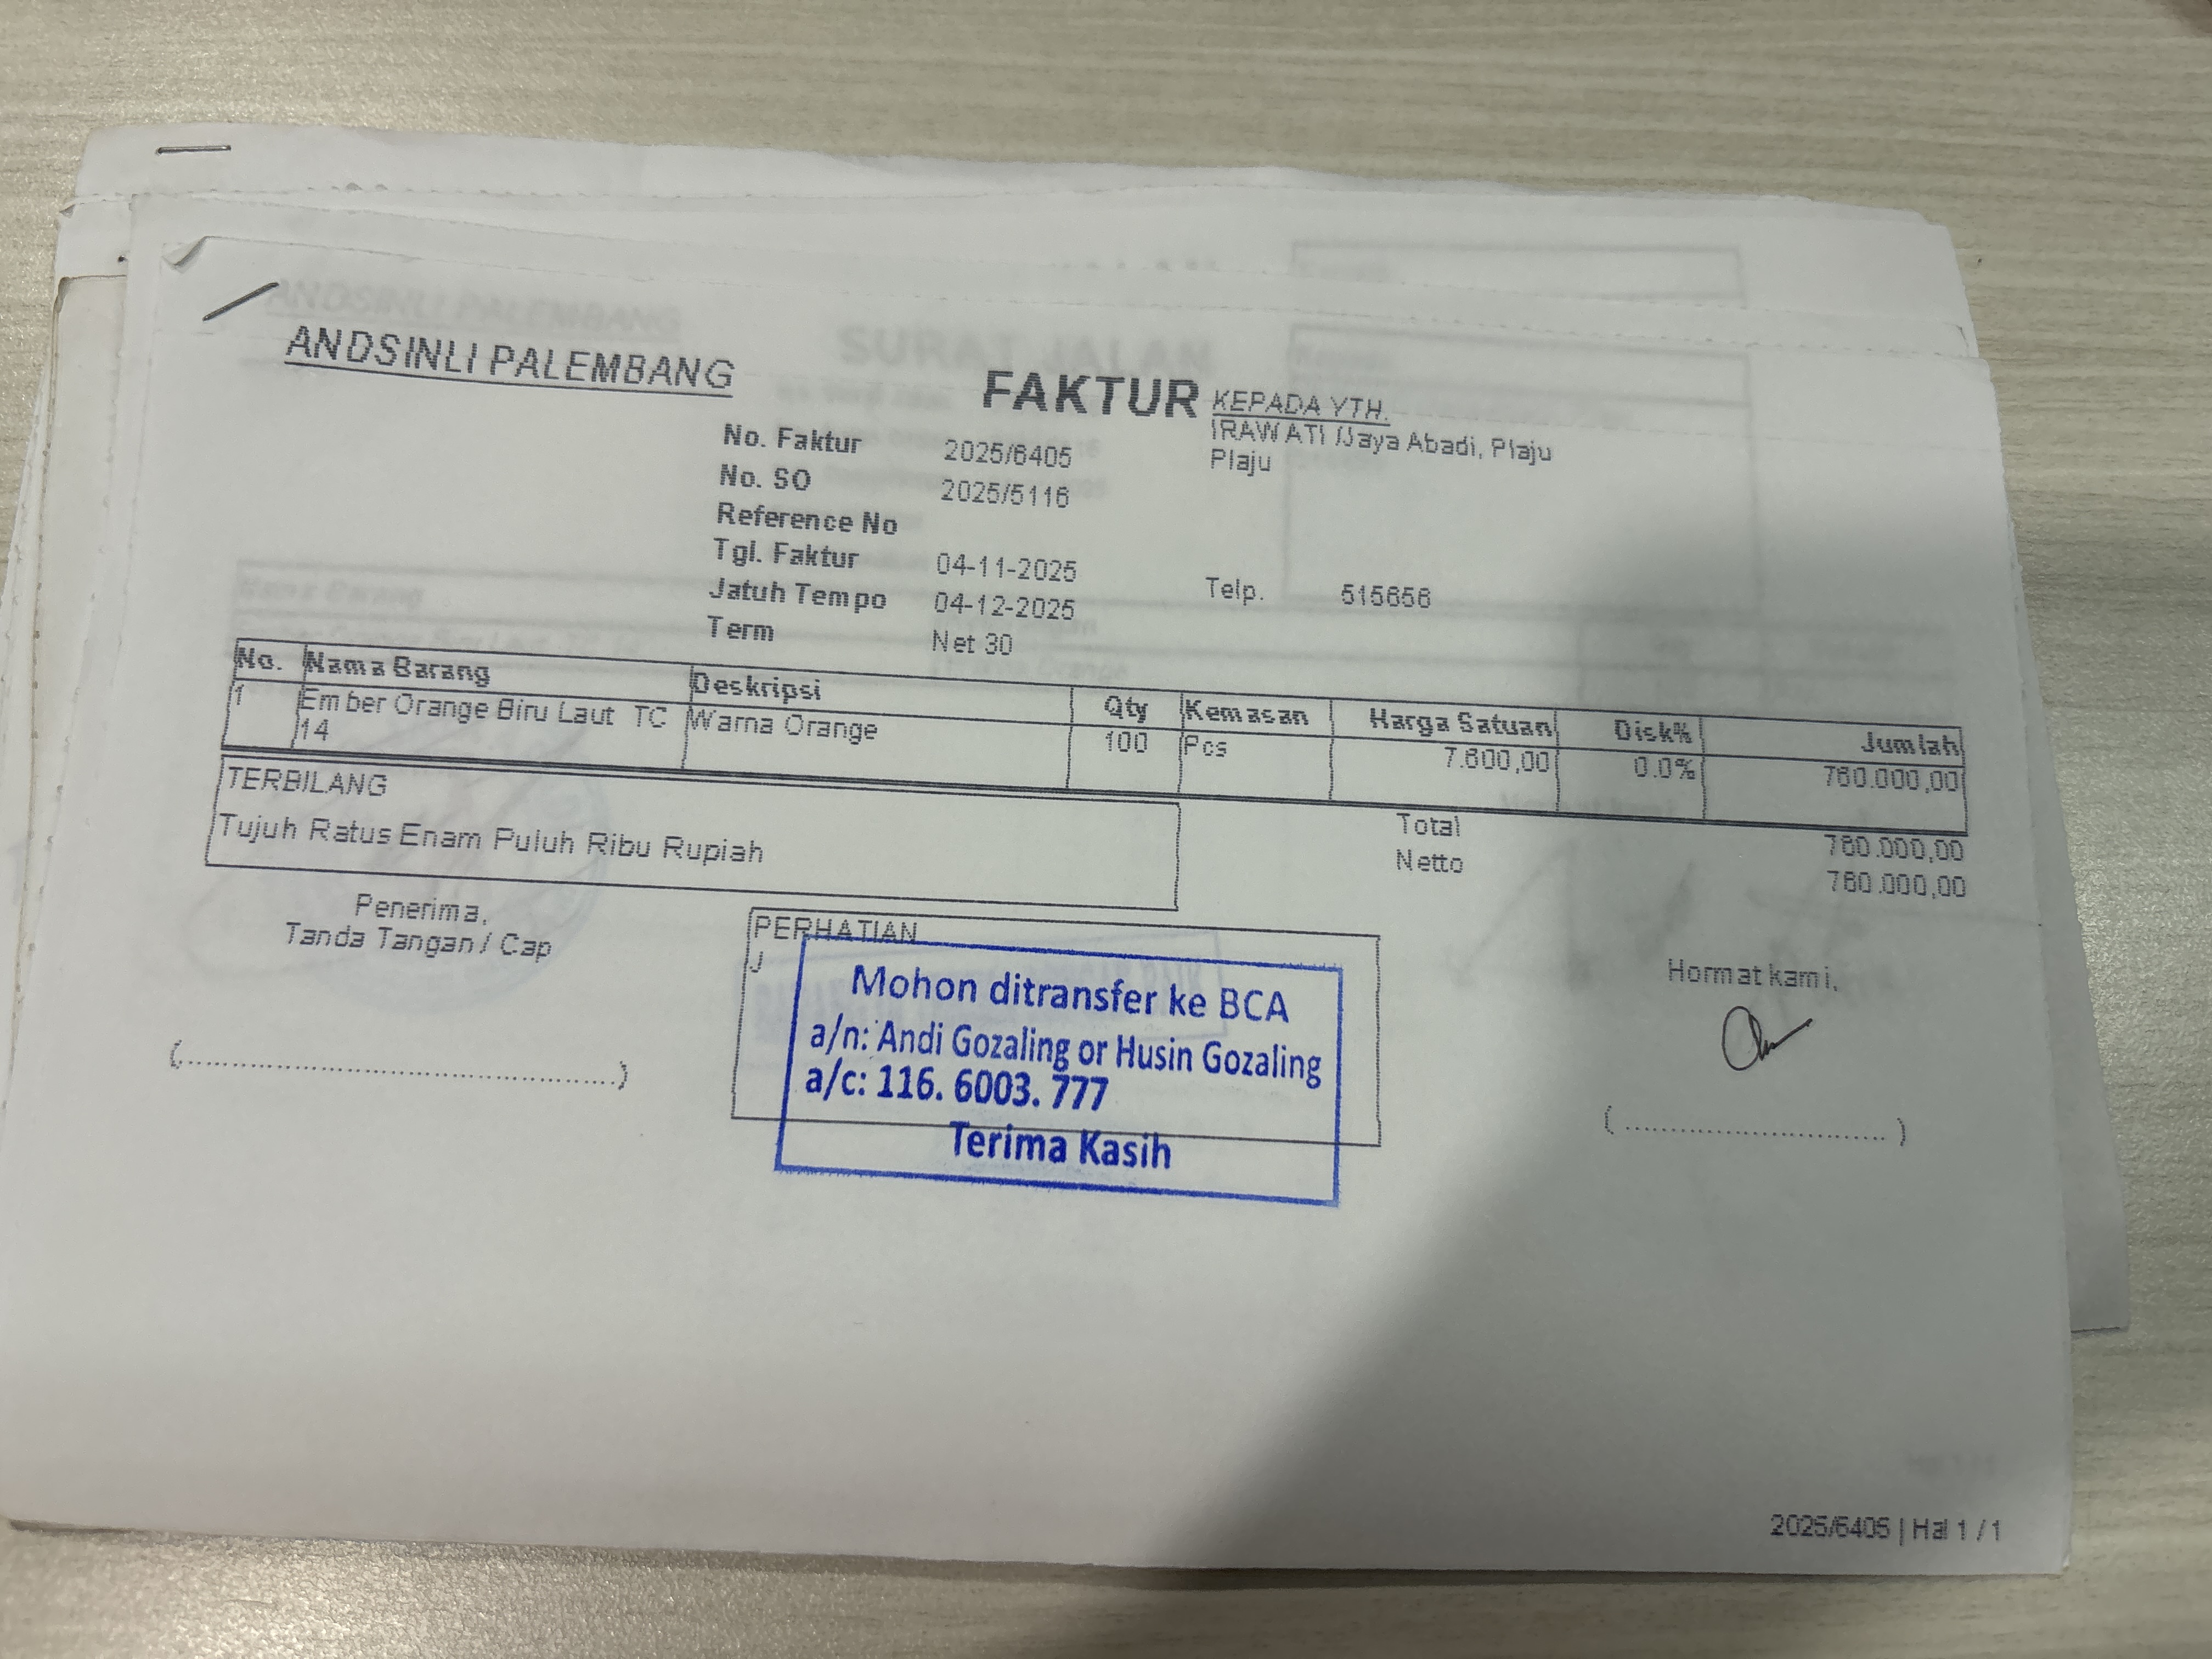 ANDSINLI PALEMBANG
FAKTUR
KEPADA YTH.
IRAWATI /Jaya Abadi, Plaju
Plaju
No. Faktur 2025/6405
No. SO 2025/5116
Reference No
Tgl. Faktur 04-11-2025
Jatuh Tempo 04-12-2025
Term Net 30
Telp. 515656
No. Nama Barang Deskripsi Qty Kemasan Harga Satuan Disk% Jumlah
1 Ember Orange Biru Laut TC Warna Orange 100 Pcs 7.600,00 0.0% 760.000,00
14
TERBILANG
Tujuh Ratus Enam Puluh Ribu Rupiah
Total 760.000,00
Netto 760.000,00
Penerima,
Tanda Tangan / Cap
(...............................................)
PERHATIAN
J
Mohon ditransfer ke BCA
a/n: Andi Gozaling or Husin Gozaling
a/c: 116. 6003. 777
Terima Kasih
Hormat kami,
(............................)
2025/6405 | Hal 1 / 1
ANDSINLI PALEMBANG
SURAT JALAN